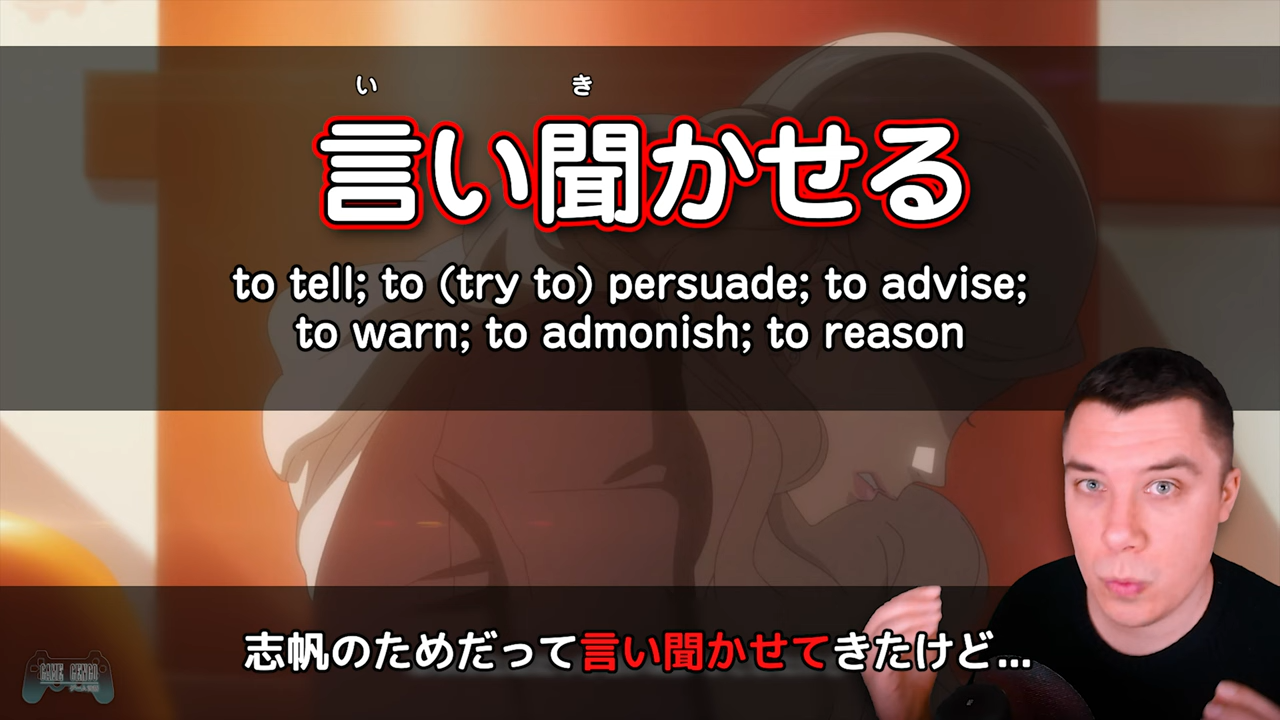 い き
言い聞かせる
to tell; to (try to) persuade; to advise;
to warn; to admonish; to reason
志帆のためだって言い聞かせてきたけど...
GAME GENGO